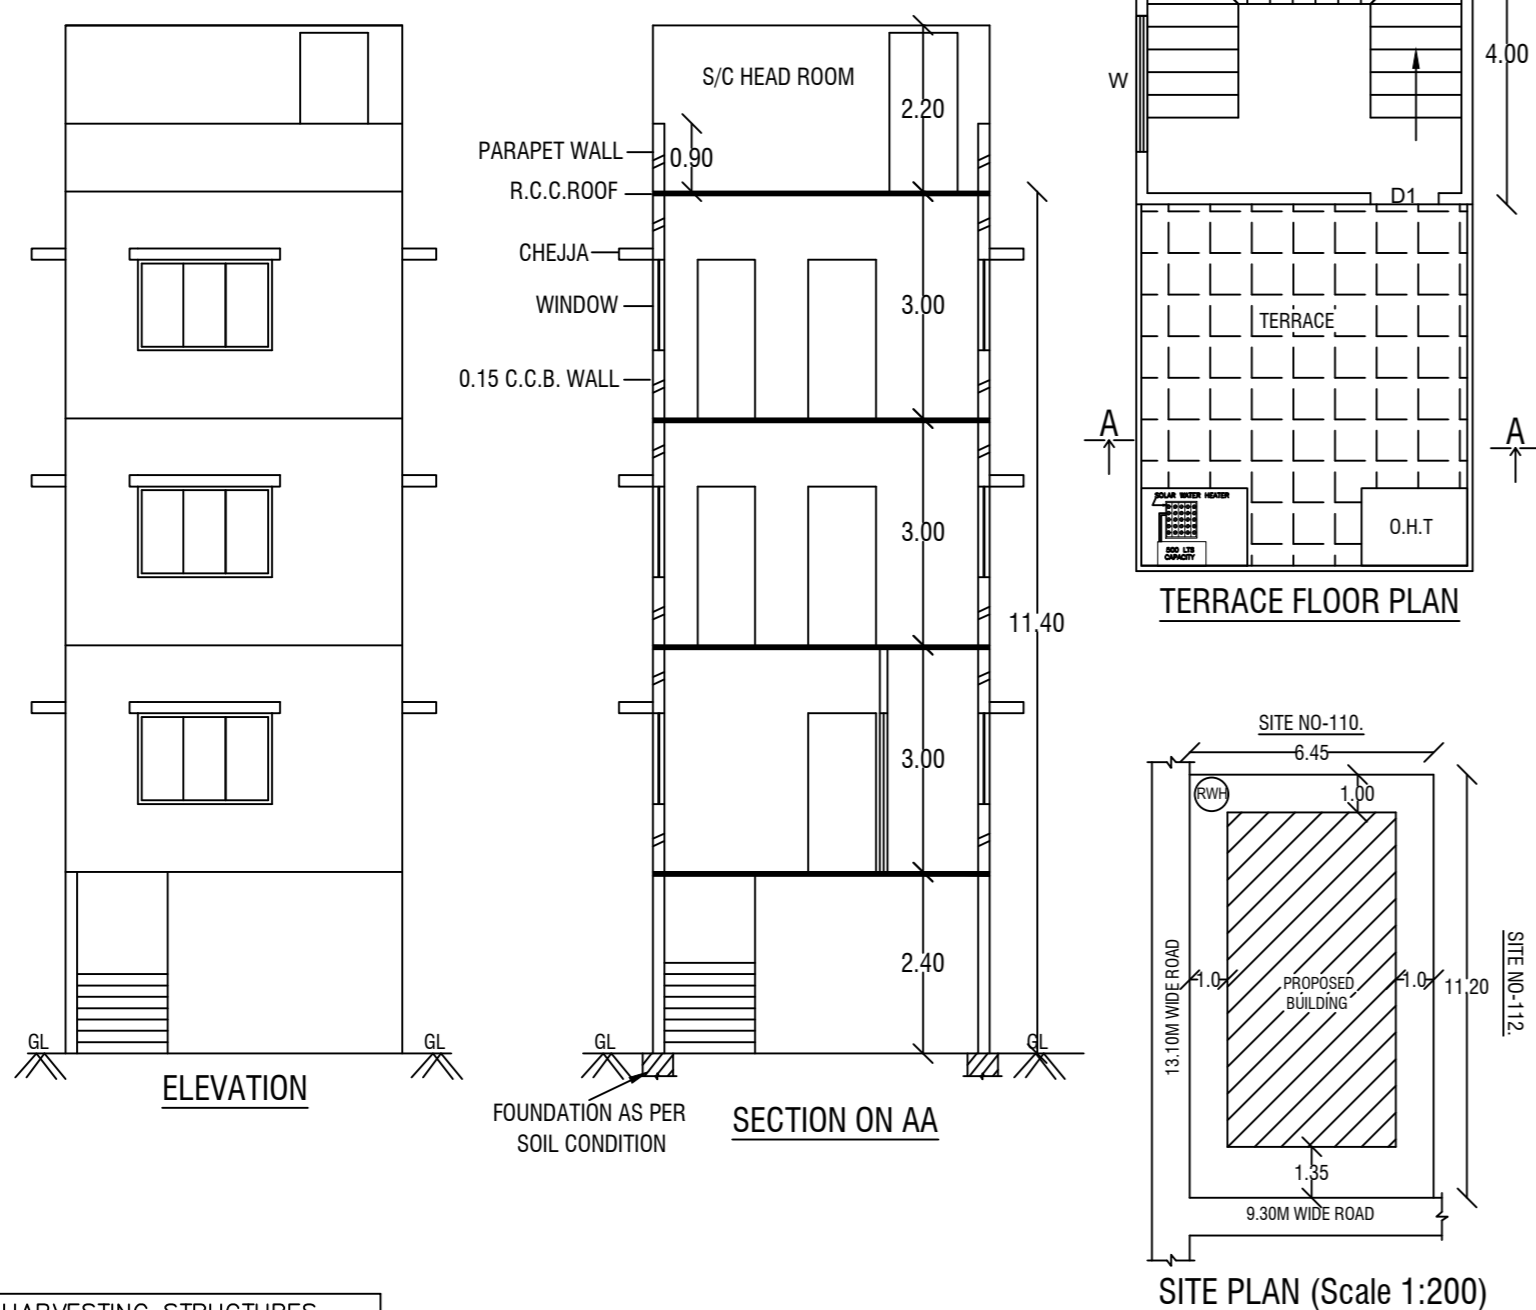 S/C HEAD ROOM
2.20
PARAPET WALL
0.90
R.C.C.ROOF
CHEJJA
WINDOW
3.00
0.15 C.C.B. WALL
3.00
11.40
3.00
2.40
GL
GL
GL
GL
ELEVATION
FOUNDATION AS PER
SOIL CONDITION
SECTION ON AA
W
4.00
D1
TERRACE
A
A
SOLAR WATER HEATER
500 LTS
CAPACITY
O.H.T
TERRACE FLOOR PLAN
SITE NO-110.
6.45
RWH
1.00
13.10M WIDE ROAD
1.0
PROPOSED
BUILDING
1.0
11.20
SITE NO-112.
1.35
9.30M WIDE ROAD
SITE PLAN (Scale 1:200)
HARVESTING STRUCTURES